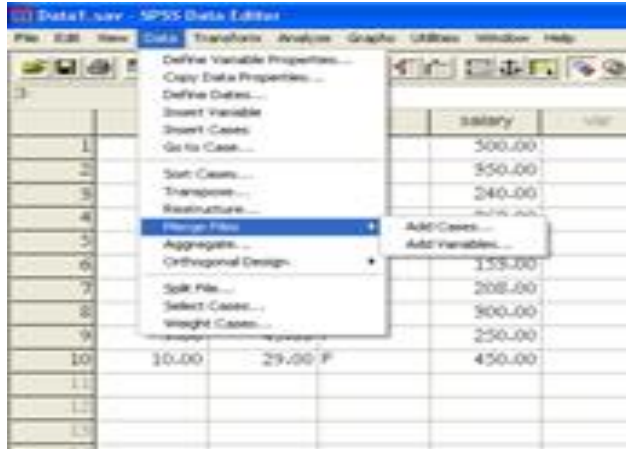 Data1.sav - SPSS Data Editor
File Edit View Data Transform Analyze Graphs Utilities Window Help
Define Variable Properties...
Copy Data Properties...
Define Dates...
Insert Variable
Insert Cases
Go to Case...
Sort Cases...
Transpose...
Restructure...
Merge Files
Add Cases...
Add Variables...
Aggregate...
Orthogonal Design
Split File...
Select Cases...
Weight Cases...
salary var
1 500.00
2 350.00
3 240.00
4
5
6 159.00
7 208.00
8 300.00
9 250.00
10 10.00 29.00 F 450.00
11
12
13